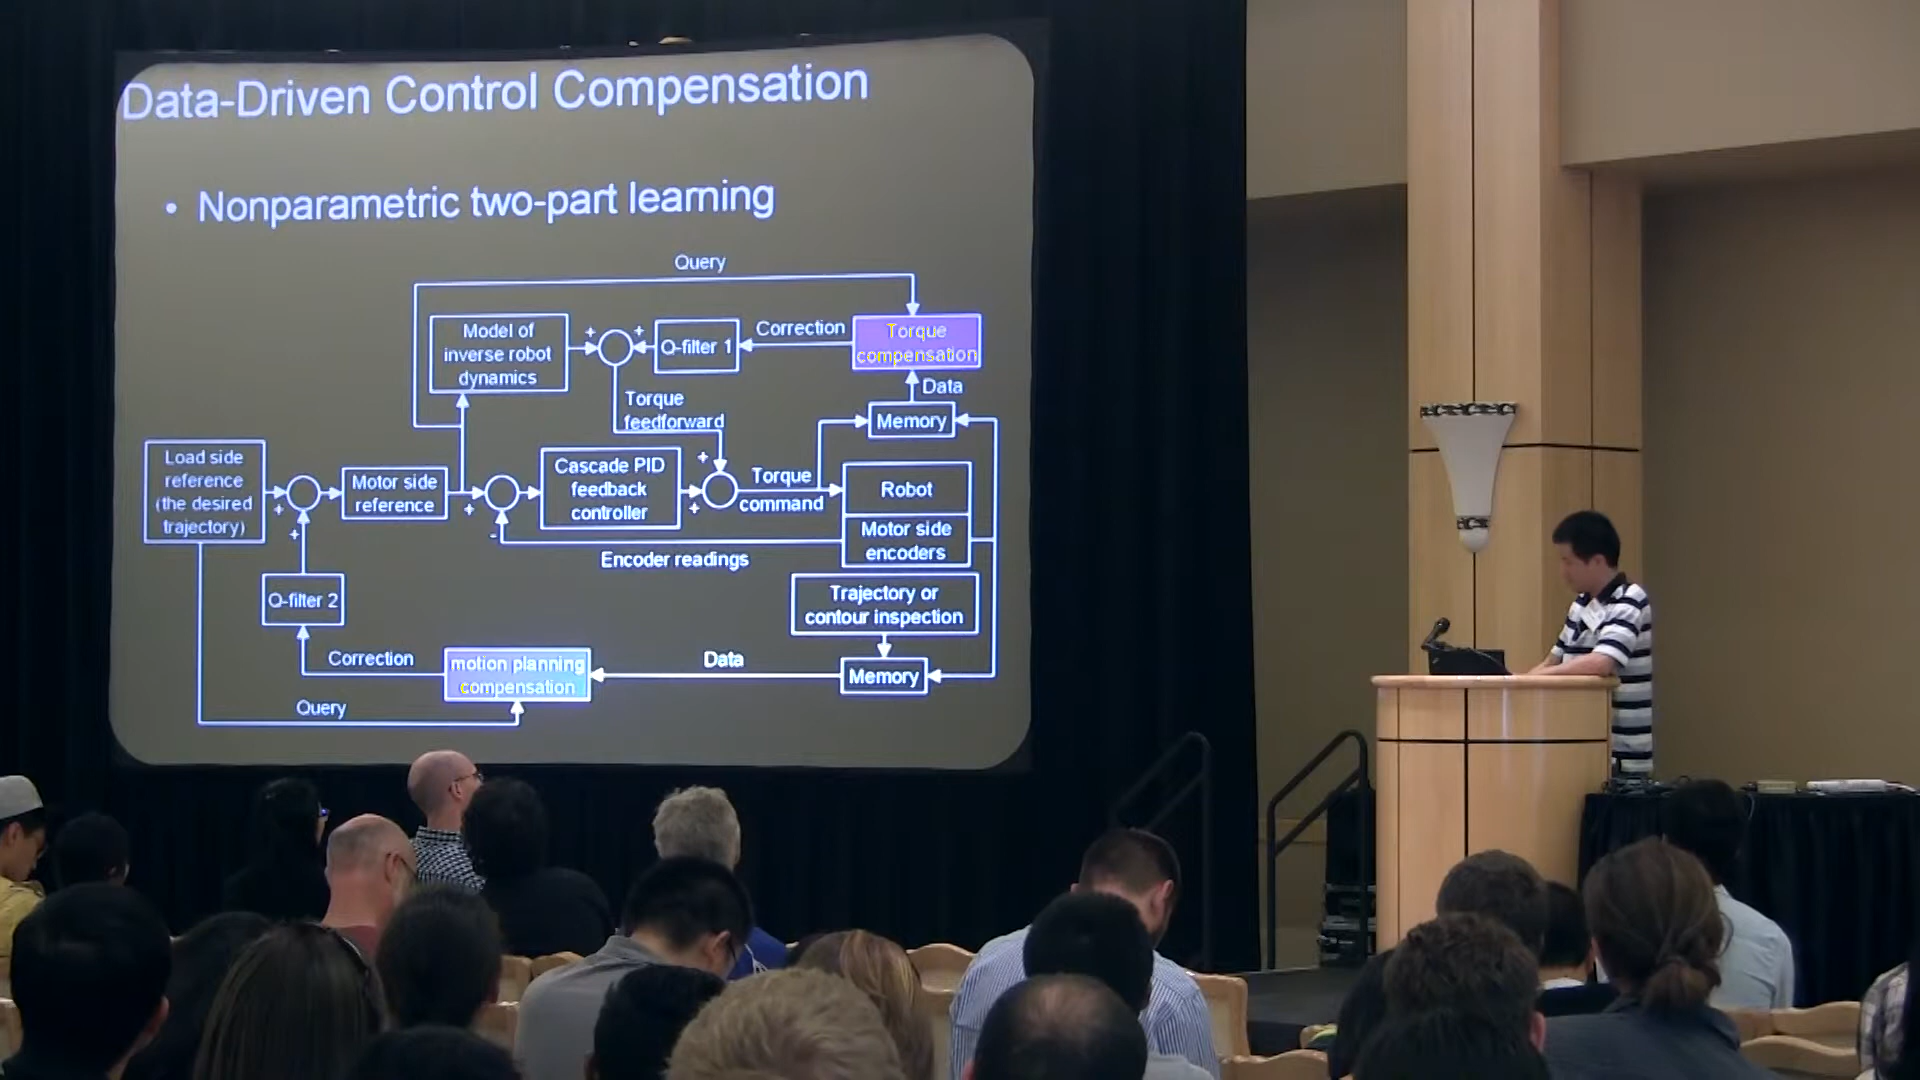 Data-Driven Control Compensation
• Nonparametric two-part learning
Query
Model of
inverse robot
dynamics
+
+
Q-filter 1
Correction
Torque
compensation
Torque
feedforward
Data
Memory
Load side
reference
(the desired
trajectory)
+
+
Motor side
reference
+
-
Cascade PID
feedback
controller
+
+
Torque
command
Robot
Motor side
encoders
Encoder readings
Q-filter 2
Trajectory or
contour inspection
Correction
motion planning
compensation
Data
Memory
Query